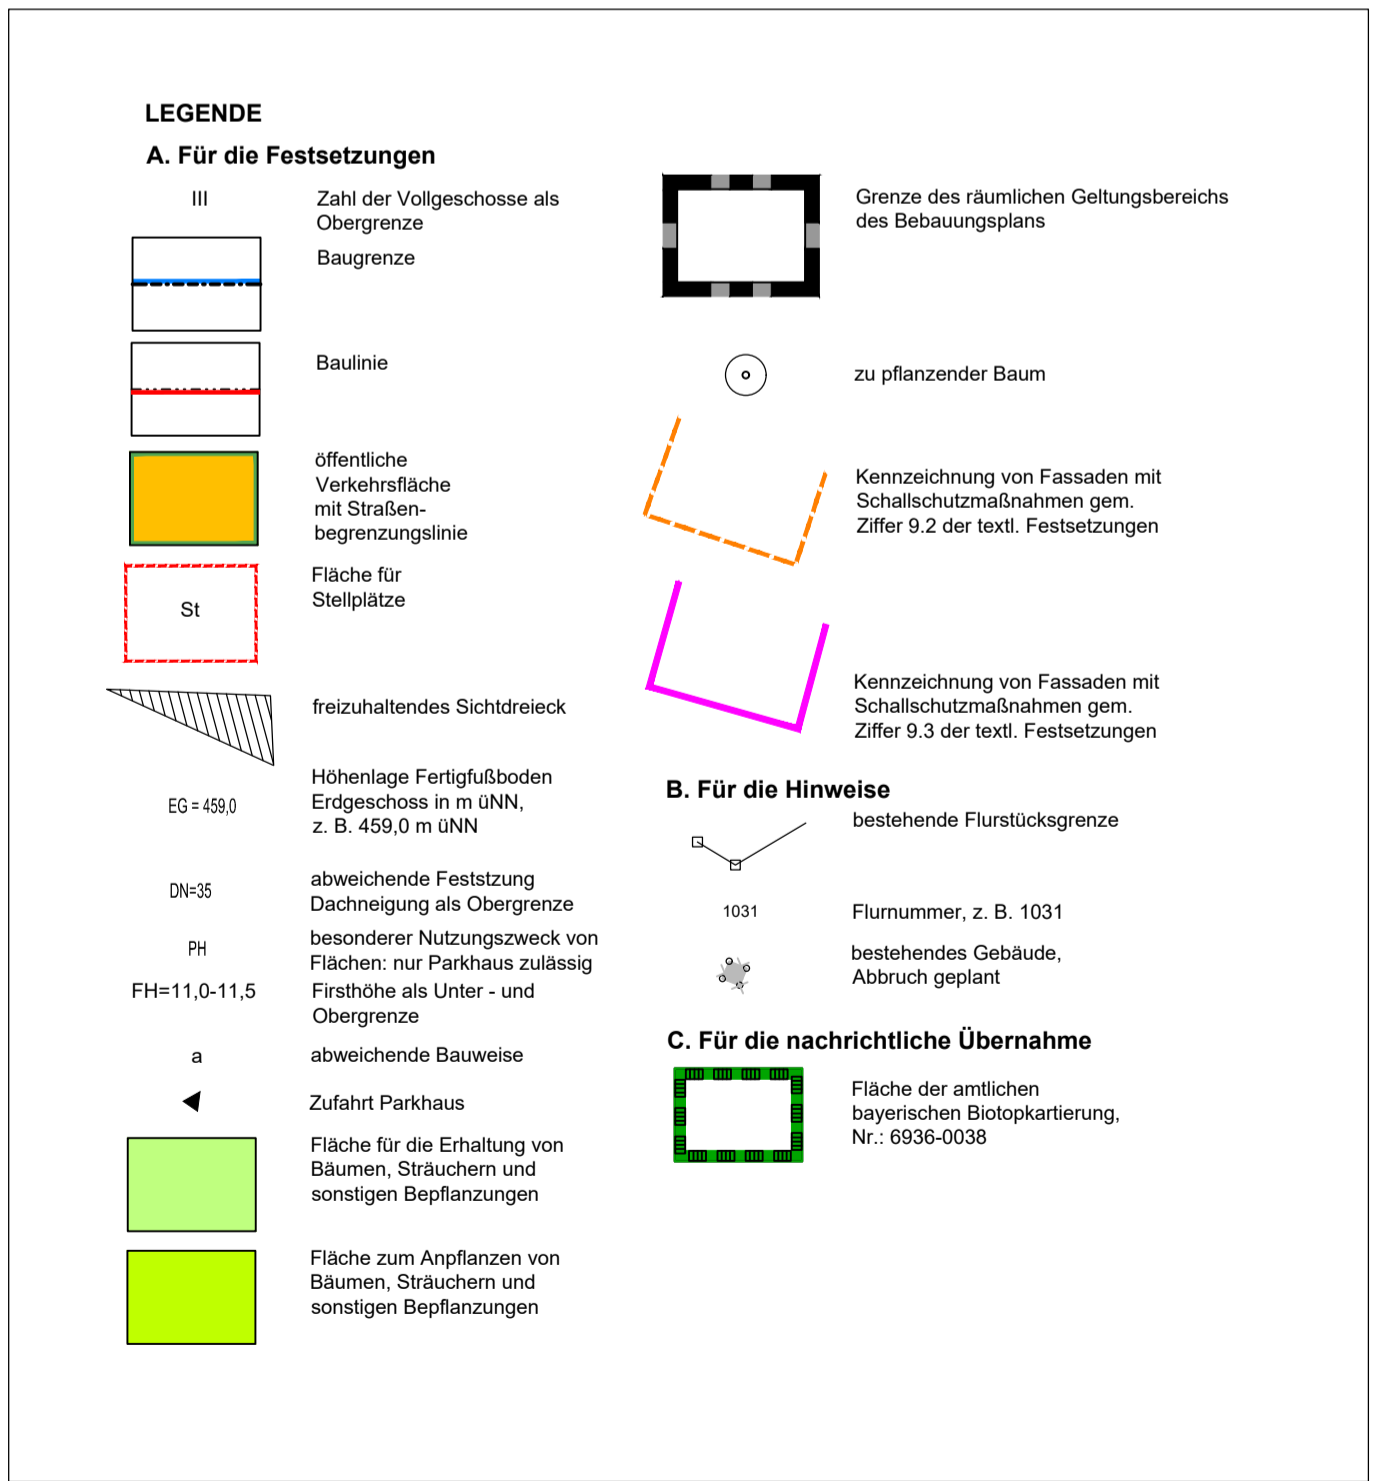 LEGENDE
A. Für die Festsetzungen
III
Zahl der Vollgeschosse als
Obergrenze
Baugrenze
Baulinie
öffentliche
Verkehrsfläche
mit Straßen-
begrenzungslinie
St
Fläche für
Stellplätze
freizuhaltendes Sichtdreieck
EG = 459,0
Höhenlage Fertigfußboden
Erdgeschoss in m üNN,
z. B. 459,0 m üNN
DN=35
abweichende Feststzung
Dachneigung als Obergrenze
PH
besonderer Nutzungszweck von
Flächen: nur Parkhaus zulässig
FH=11,0-11,5
Firsthöhe als Unter - und
Obergrenze
a
abweichende Bauweise
Zufahrt Parkhaus
Fläche für die Erhaltung von
Bäumen, Sträuchern und
sonstigen Bepflanzungen
Fläche zum Anpflanzen von
Bäumen, Sträuchern und
sonstigen Bepflanzungen
Grenze des räumlichen Geltungsbereichs
des Bebauungsplans
zu pflanzender Baum
Kennzeichnung von Fassaden mit
Schallschutzmaßnahmen gem.
Ziffer 9.2 der textl. Festsetzungen
Kennzeichnung von Fassaden mit
Schallschutzmaßnahmen gem.
Ziffer 9.3 der textl. Festsetzungen
B. Für die Hinweise
bestehende Flurstücksgrenze
1031
Flurnummer, z. B. 1031
bestehendes Gebäude,
Abbruch geplant
C. Für die nachrichtliche Übernahme
Fläche der amtlichen
bayerischen Biotopkartierung,
Nr.: 6936-0038